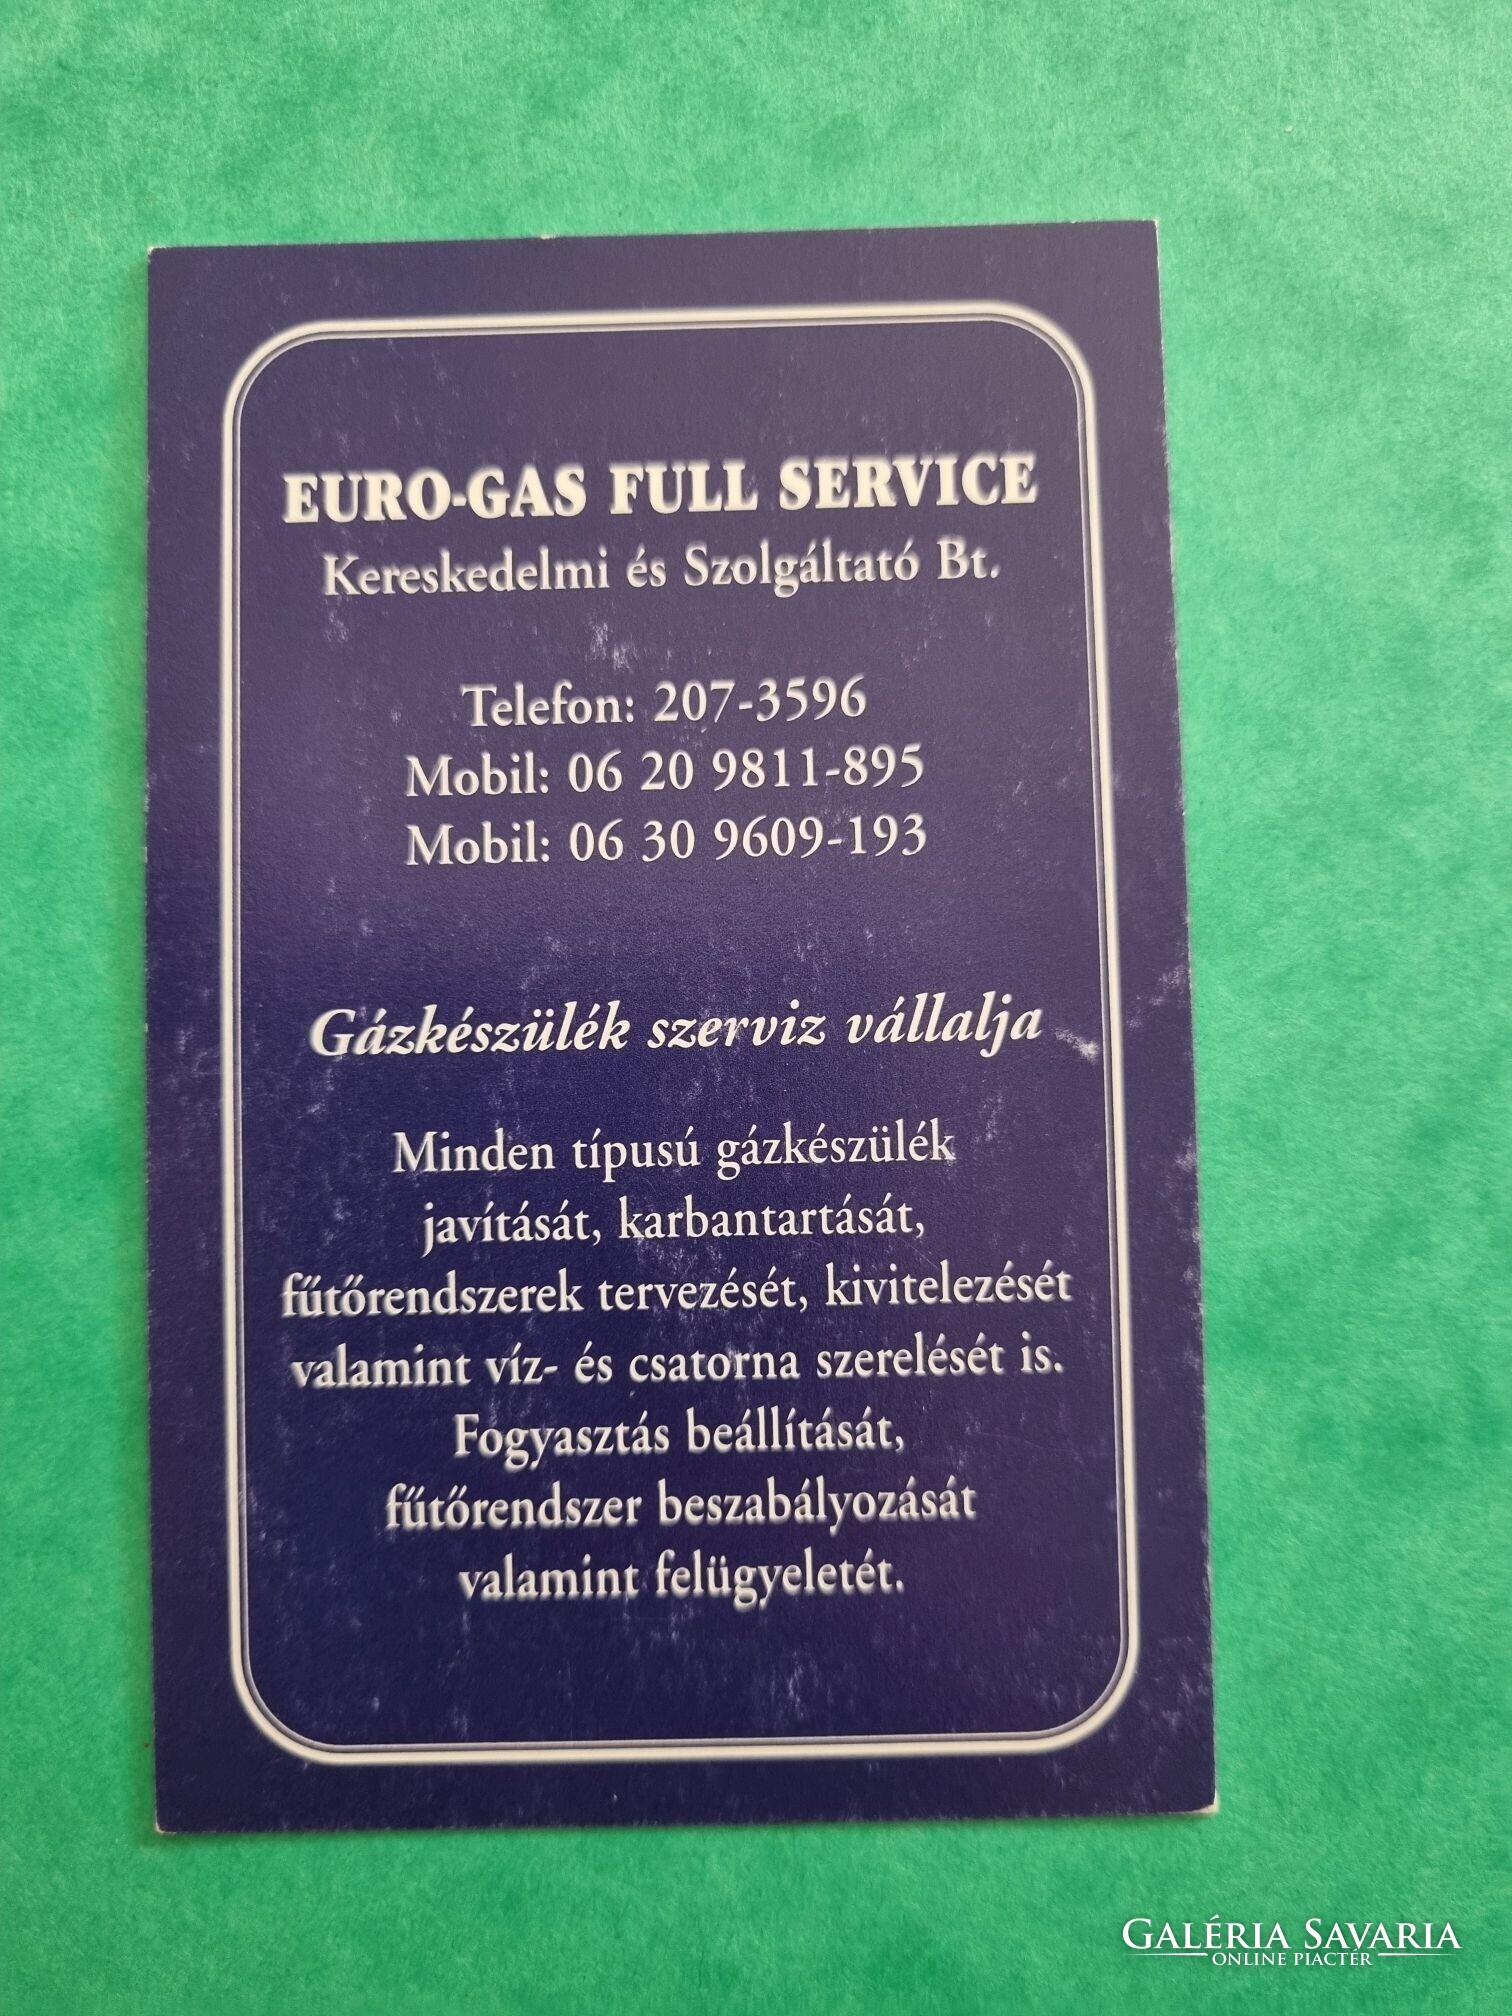 EURO-GAS FULL SERVICE
Kereskedelmi és Szolgáltató Bt.
Telefon: 207-3596
Mobil: 06 20 9811-895
Mobil: 06 30 9609-193
Gázkészülék szerviz vállalja
Minden típusú gázkészülék
javítását, karbantartását,
fűtőrendszerek tervezését, kivitelezését
valamint víz- és csatorna szerelését is.
Fogyasztás beállítását,
fűtőrendszer beszabályozását
valamint felügyeletét.
GALÉRIA SAVARIA
ONLINE PIACTÉR